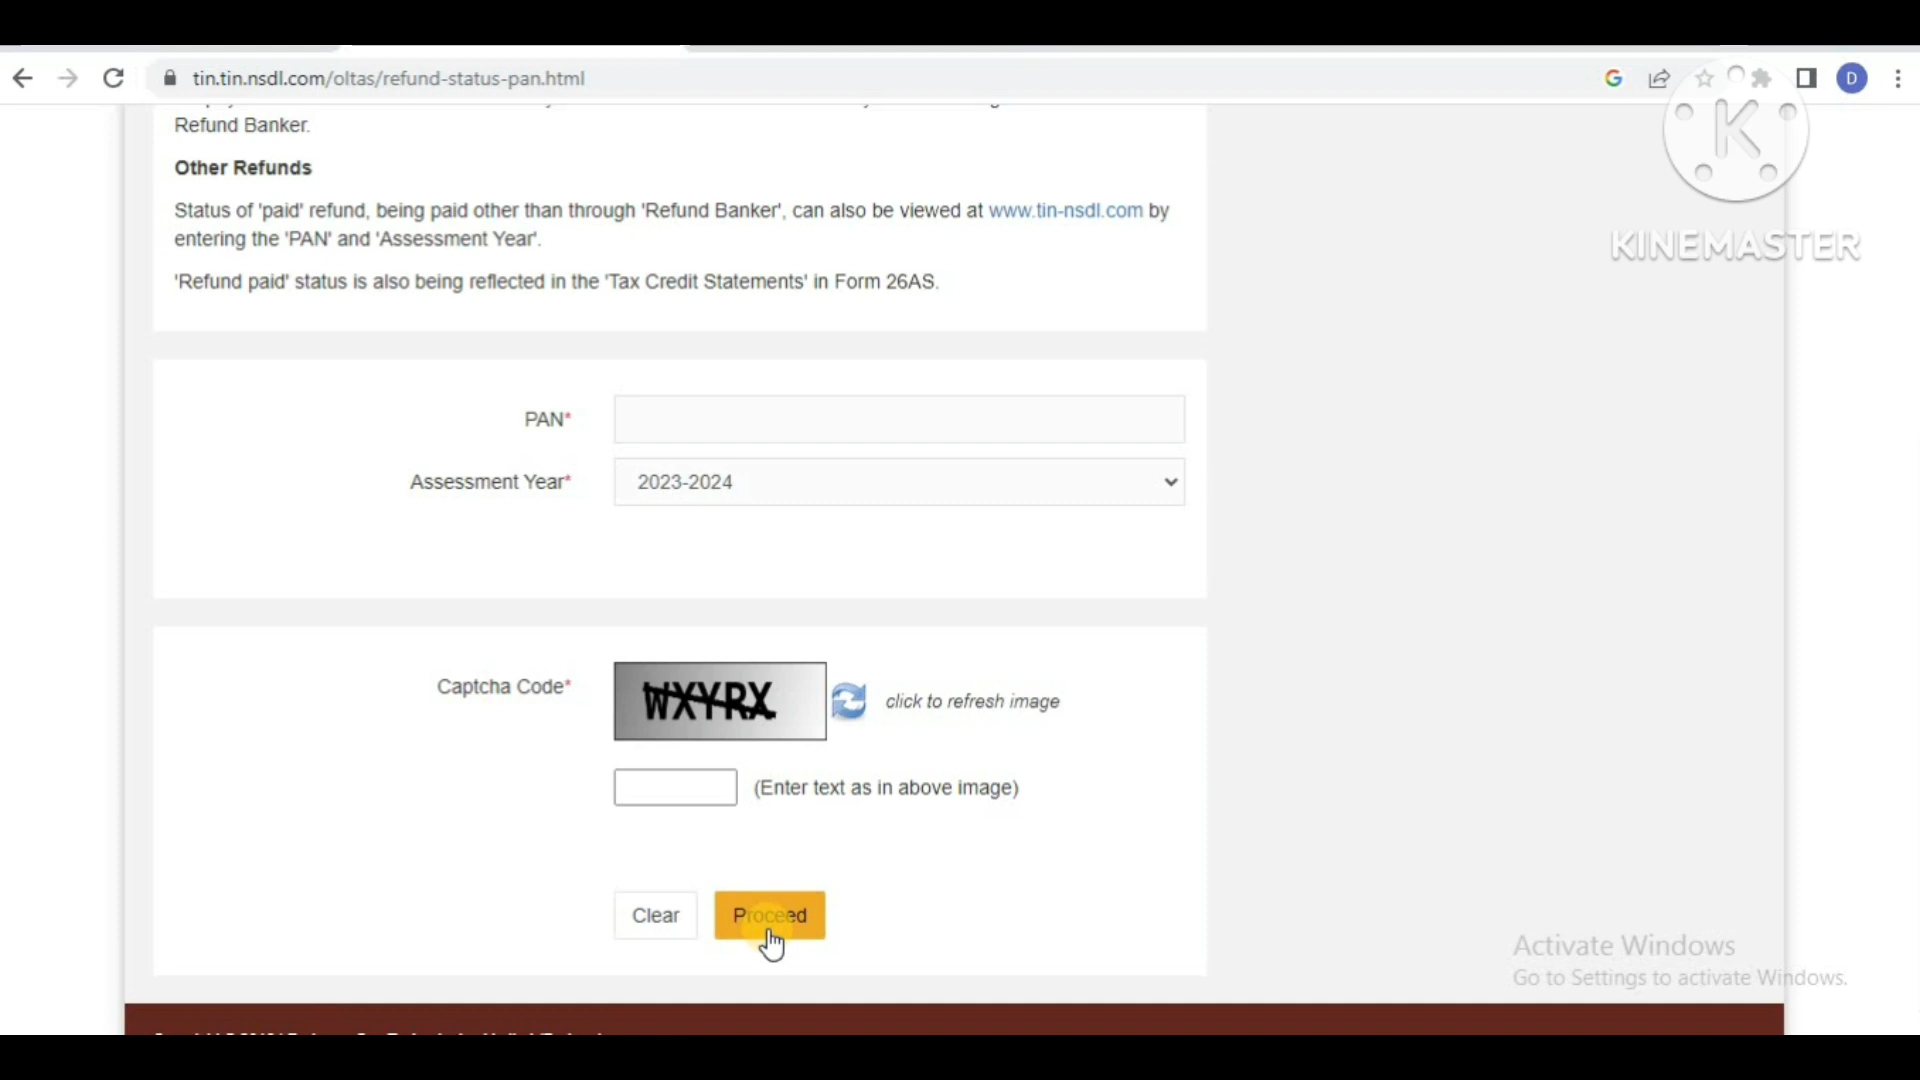 tin.tin.nsdl.com/oltas/refund-status-pan.html
D
Refund Banker.
Other Refunds
Status of 'paid' refund, being paid other than through 'Refund Banker', can also be viewed at www.tin-nsdl.com by
entering the 'PAN' and 'Assessment Year'.
'Refund paid' status is also being reflected in the 'Tax Credit Statements' in Form 26AS.
K
KINEMASTER
PAN*
Assessment Year*
2023-2024
Captcha Code*
WXYRX
click to refresh image
(Enter text as in above image)
Clear
Proceed
Activate Windows
Go to Settings to activate Windows.